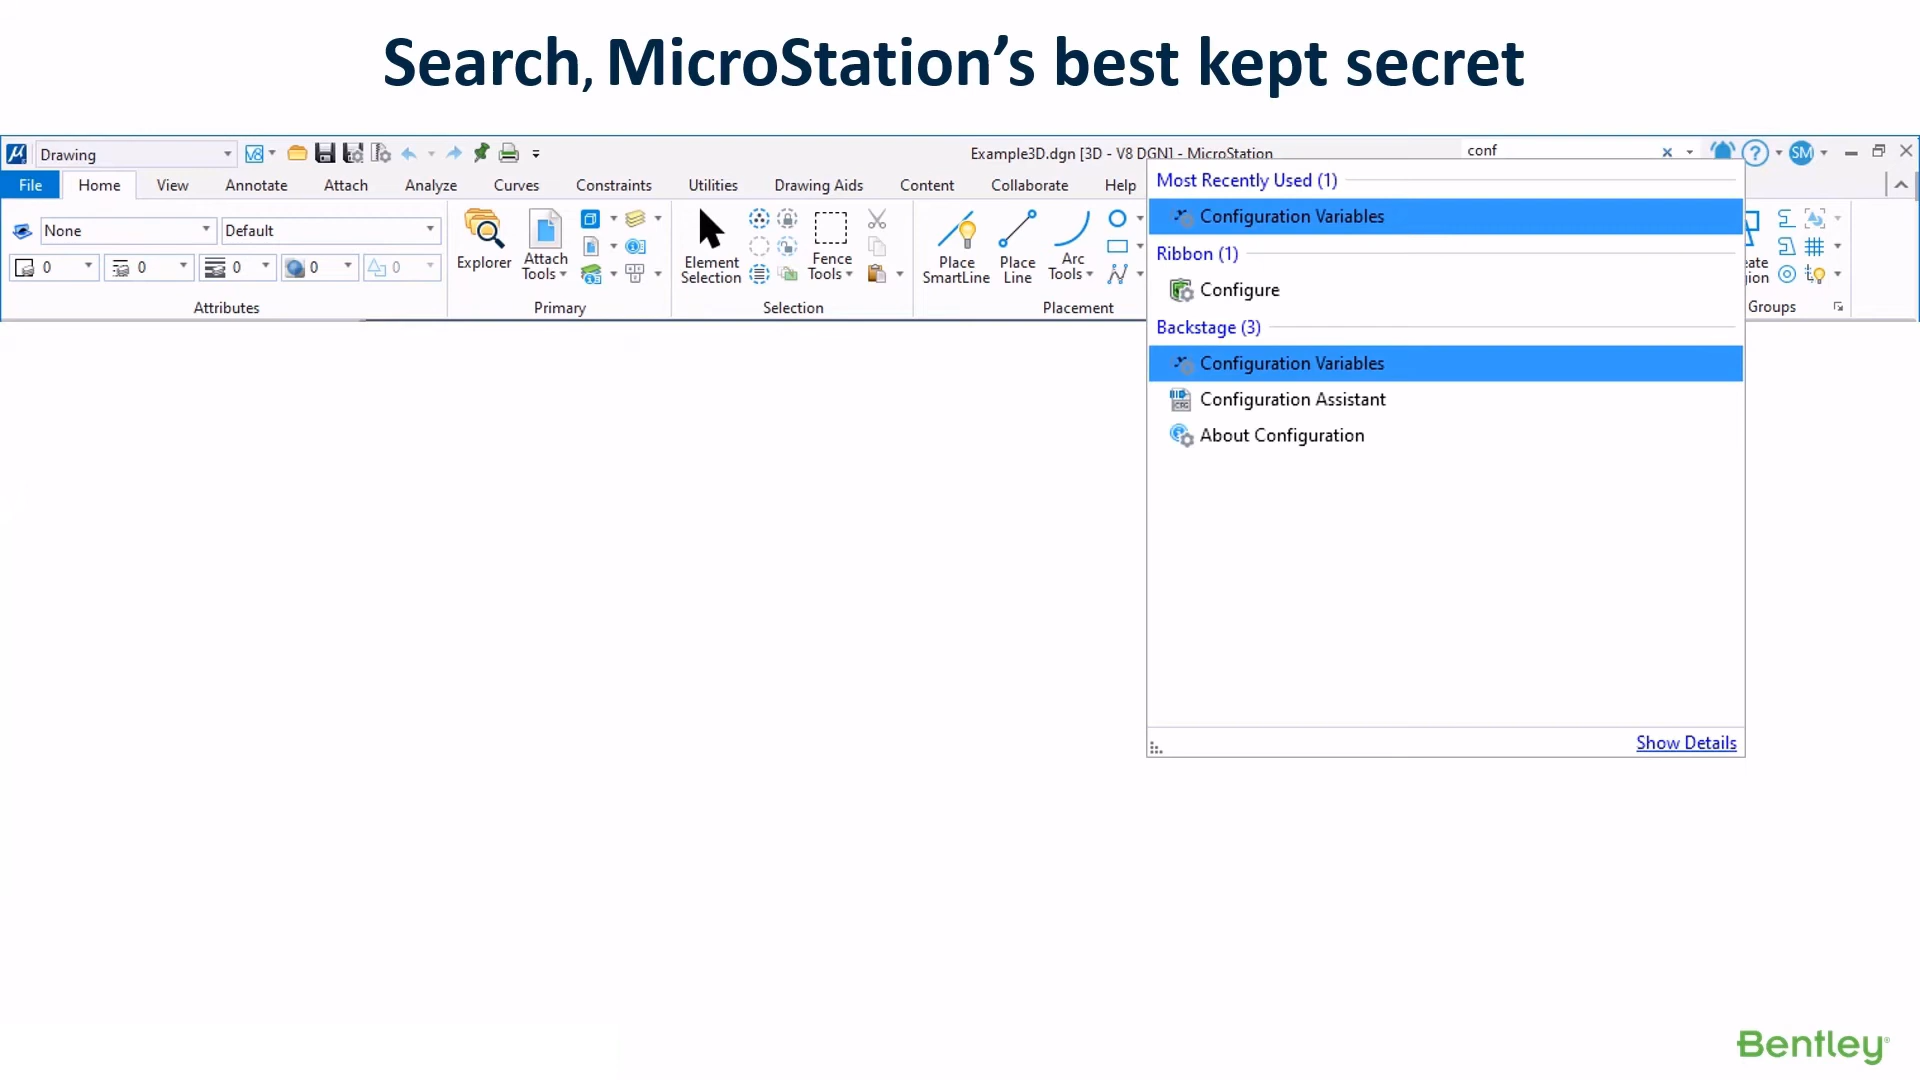 Search, MicroStation’s best kept secret
Drawing
V8
Example3D.dgn [3D - V8 DGN] - MicroStation
conf
?
SM
File
Home
View
Annotate
Attach
Analyze
Curves
Constraints
Utilities
Drawing Aids
Content
Collaborate
Help
None
Default
0
0
0
0
0
Attributes
Explorer
Attach
Tools
Primary
Element
Selection
Fence
Tools
Selection
Place
SmartLine
Place
Line
Arc
Tools
Placement
Groups
Most Recently Used (1)
Configuration Variables
Ribbon (1)
Configure
Backstage (3)
Configuration Variables
Configuration Assistant
About Configuration
Show Details
Bentley